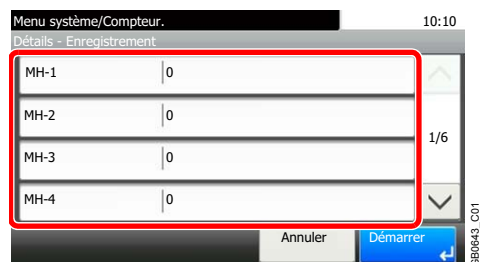 Menu système/Compteur. 10:10
Détails - Enregistrement
MH-1 0
MH-2 0
1/6
MH-3 0
MH-4 0
Annuler Démarrer
GB0643_C01